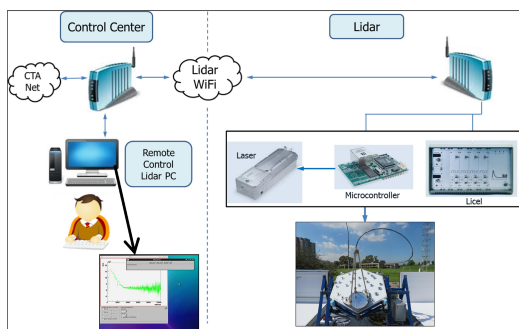 Control Center
Lidar
CTA
Net
Lidar
WiFi
Remote
Control
Lidar PC
Laser
Microcontroller
Licel